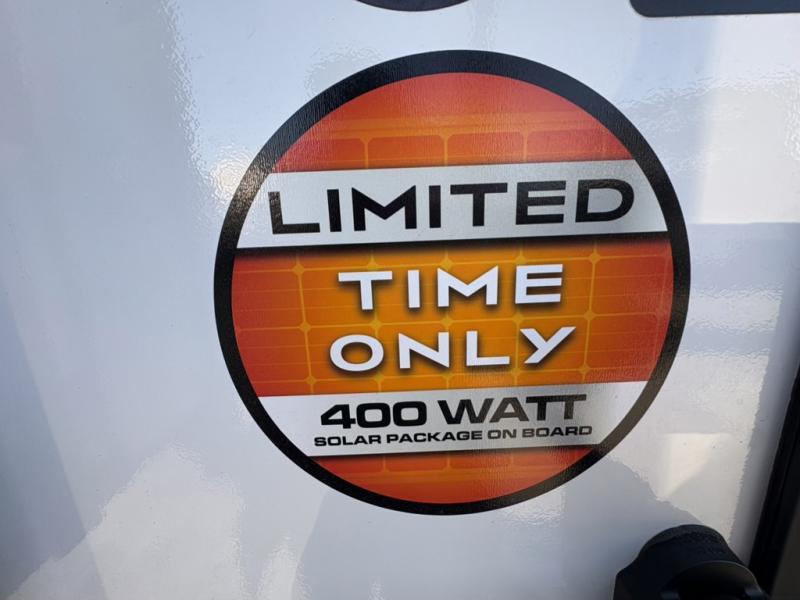 LIMITED
TIME
ONLY
400 WATT
SOLAR PACKAGE ON BOARD